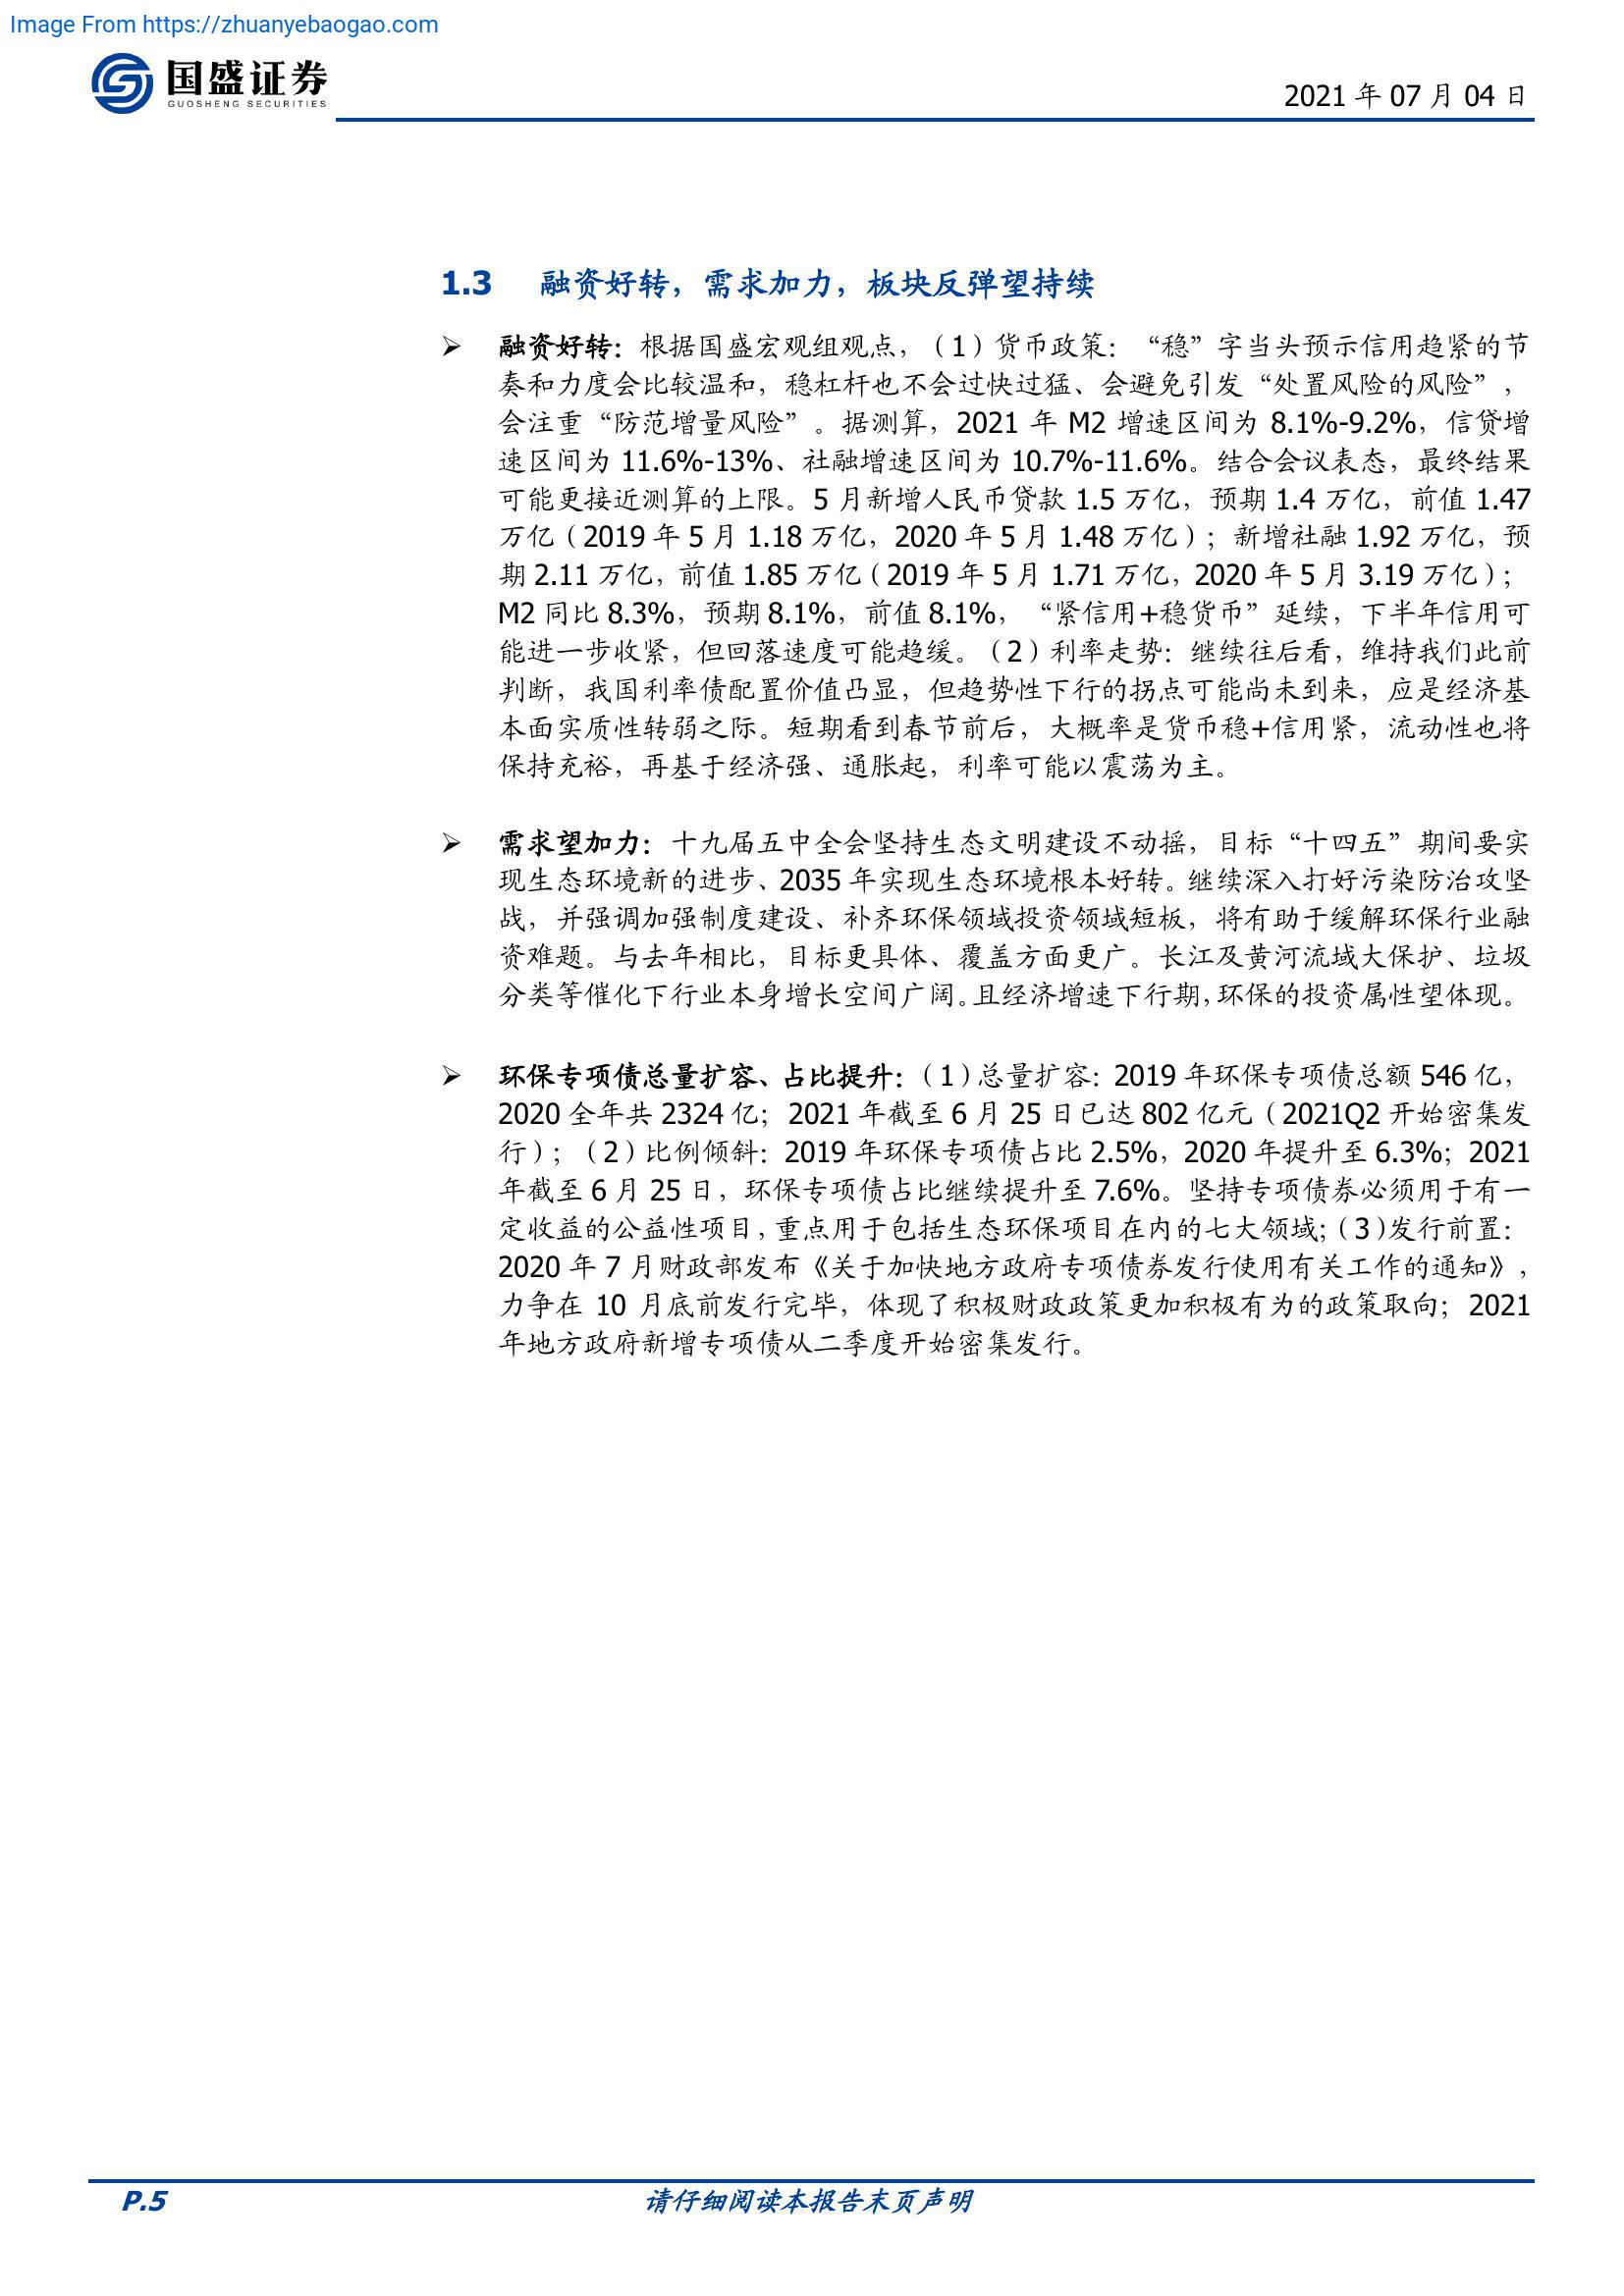 Image From https://zhuanyebaogao.com
国盛证券
GUOSHENG SECURITIES
2021 年 07 月 04 日
1.3 融资好转，需求加力，板块反弹望持续
➢ 融资好转：根据国盛宏观组观点，（1）货币政策：“稳”字当头预示信用趋紧的节
奏和力度会比较温和，稳杠杆也不会过快过猛、会避免引发“处置风险的风险”，
会注重“防范增量风险”。据测算，2021 年 M2 增速区间为 8.1%-9.2%，信贷增
速区间为 11.6%-13%、社融增速区间为 10.7%-11.6%。结合会议表态，最终结果
可能更接近测算的上限。5 月新增人民币贷款 1.5 万亿，预期 1.4 万亿，前值 1.47
万亿（2019 年 5 月 1.18 万亿，2020 年 5 月 1.48 万亿）；新增社融 1.92 万亿，预
期 2.11 万亿，前值 1.85 万亿（2019 年 5 月 1.71 万亿，2020 年 5 月 3.19 万亿）；
M2 同比 8.3%，预期 8.1%，前值 8.1%，“紧信用+稳货币”延续，下半年信用可
能进一步收紧，但回落速度可能趋缓。（2）利率走势：继续往后看，维持我们此前
判断，我国利率债配置价值凸显，但趋势性下行的拐点可能尚未到来，应是经济基
本面实质性转弱之际。短期看到春节前后，大概率是货币稳+信用紧，流动性也将
保持充裕，再基于经济强、通胀起，利率可能以震荡为主。
➢ 需求望加力：十九届五中全会坚持生态文明建设不动摇，目标“十四五”期间要实
现生态环境新的进步、2035 年实现生态环境根本好转。继续深入打好污染防治攻坚
战，并强调加强制度建设、补齐环保领域投资领域短板，将有助于缓解环保行业融
资难题。与去年相比，目标更具体、覆盖方面更广。长江及黄河流域大保护、垃圾
分类等催化下行业本身增长空间广阔。且经济增速下行期，环保的投资属性望体现。
➢ 环保专项债总量扩容、占比提升：（1）总量扩容：2019 年环保专项债总额 546 亿，
2020 全年共 2324 亿；2021 年截至 6 月 25 日已达 802 亿元（2021Q2 开始密集发
行）；（2）比例倾斜：2019 年环保专项债占比 2.5%，2020 年提升至 6.3%；2021
年截至 6 月 25 日，环保专项债占比继续提升至 7.6%。坚持专项债券必须用于有一
定收益的公益性项目，重点用于包括生态环保项目在内的七大领域；（3）发行前置：
2020 年 7 月财政部发布《关于加快地方政府专项债券发行使用有关工作的通知》，
力争在 10 月底前发行完毕，体现了积极财政政策更加积极有为的政策取向；2021
年地方政府新增专项债从二季度开始密集发行。
P.5 请仔细阅读本报告末页声明